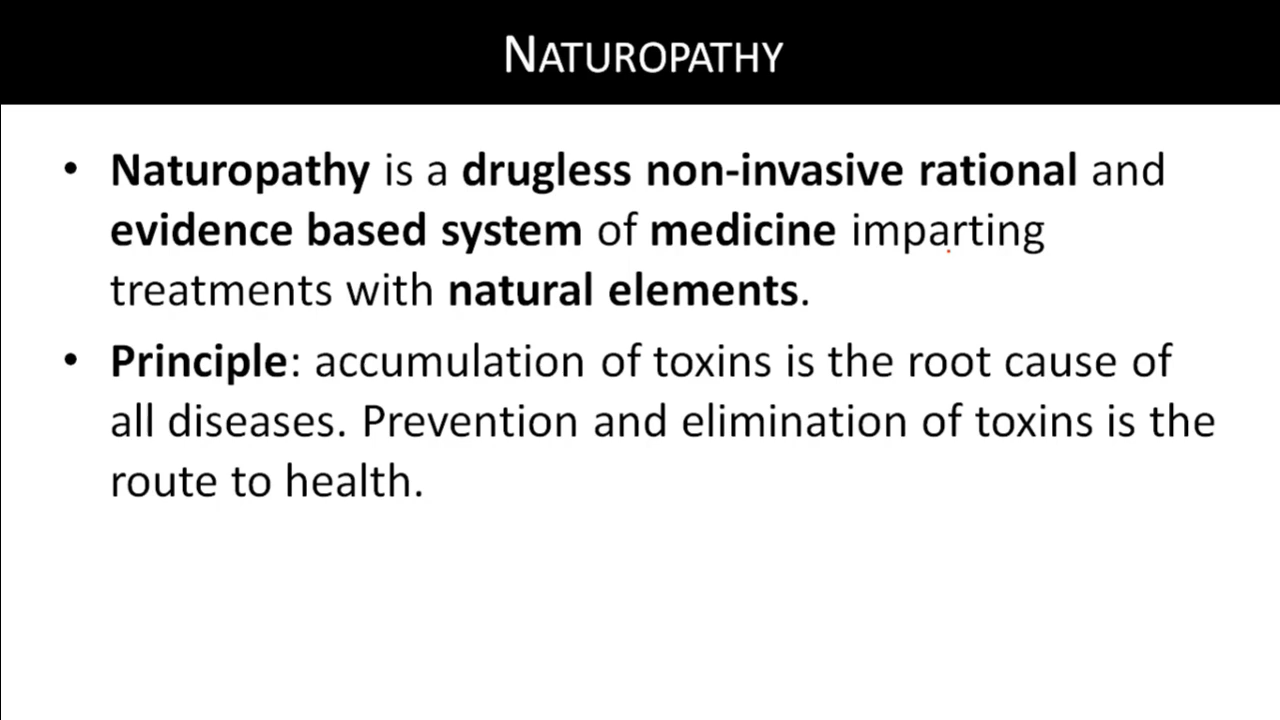 NATUROPATHY
• Naturopathy is a drugless non-invasive rational and
evidence based system of medicine imparting
treatments with natural elements.
• Principle: accumulation of toxins is the root cause of
all diseases. Prevention and elimination of toxins is the
route to health.